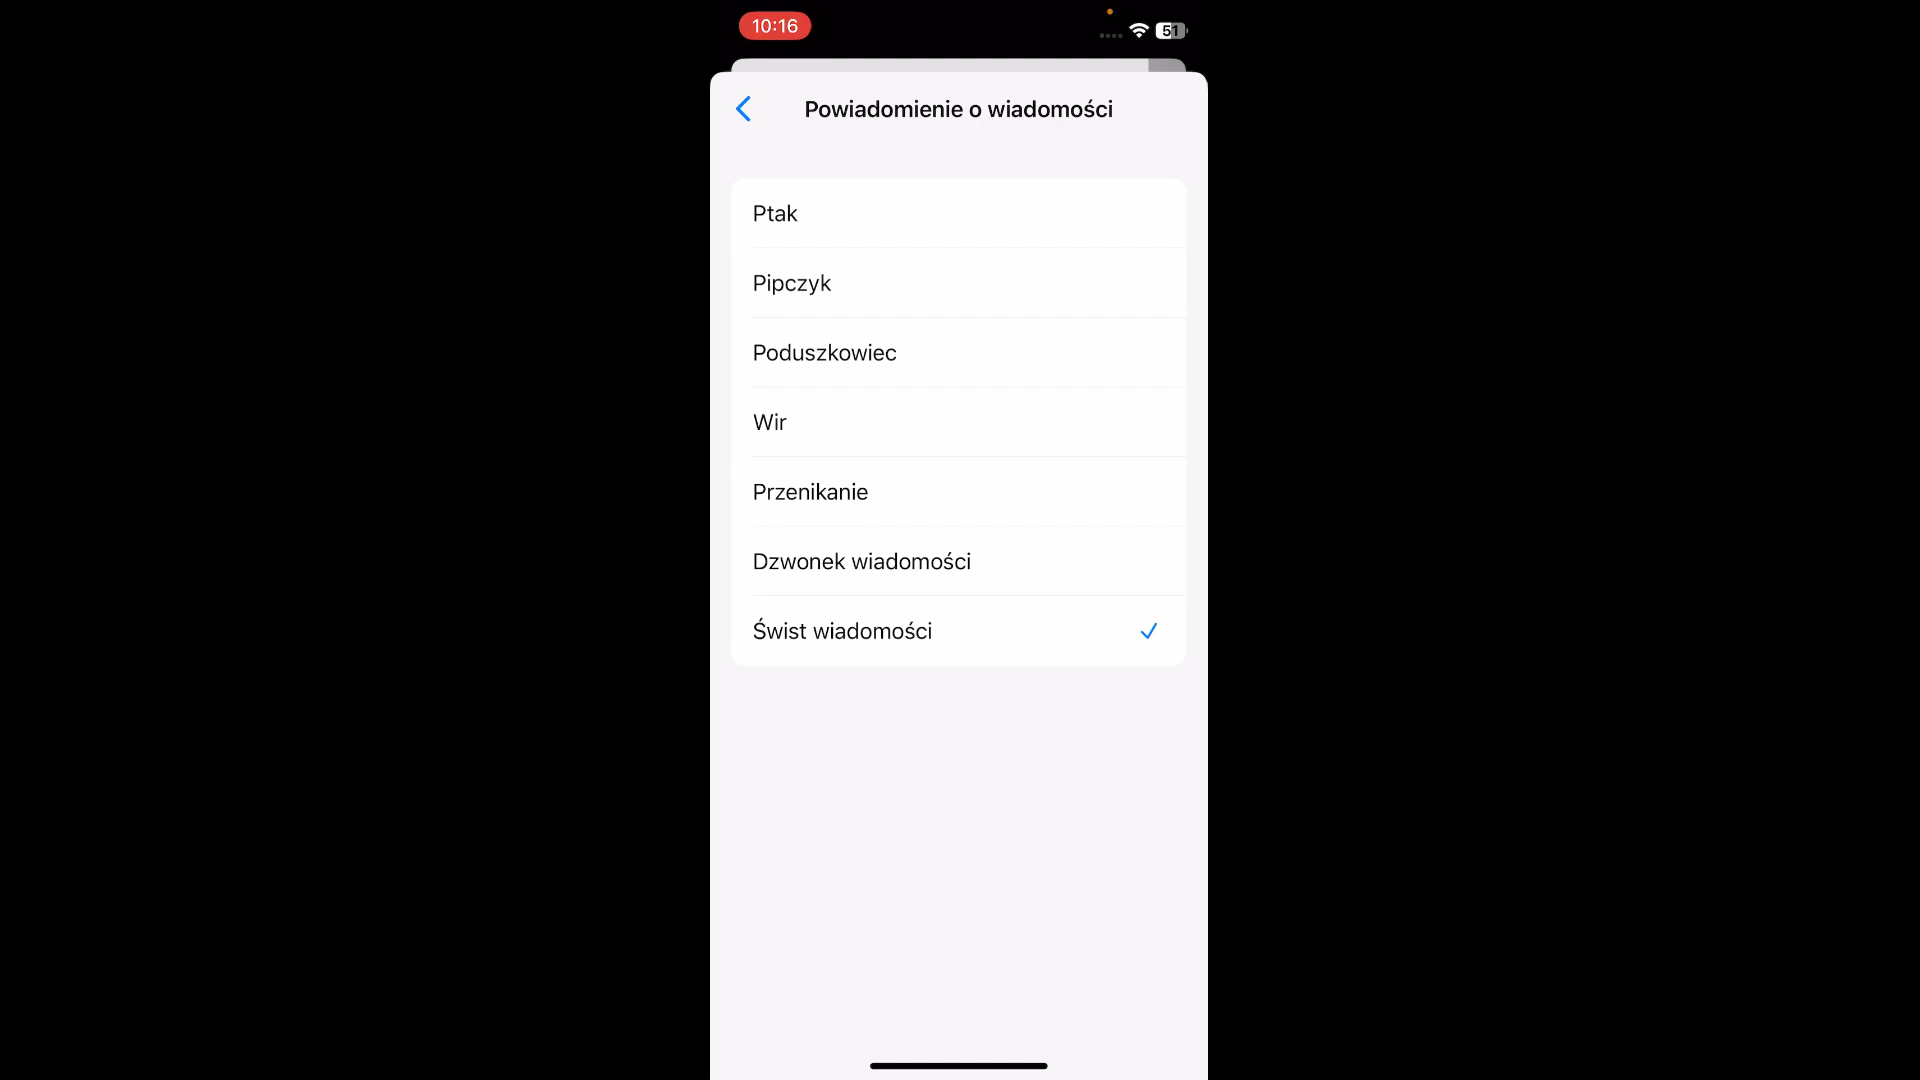 10:16
51
Powiadomienie o wiadomości
Ptak
Pipczyk
Poduszkowiec
Wir
Przenikanie
Dzwonek wiadomości
Świst wiadomości